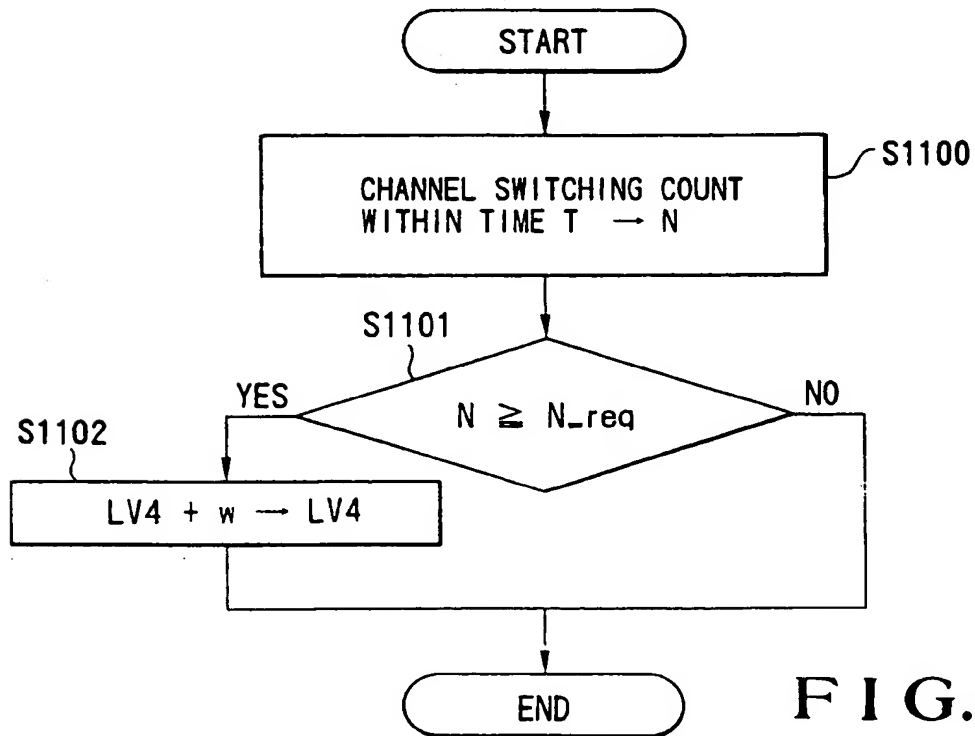 START
CHANNEL SWITCHING COUNT
WITHIN TIME T → N
S1100
S1101
YES
N ≧ N_req
NO
S1102
LV4 + w → LV4
END
FIG.